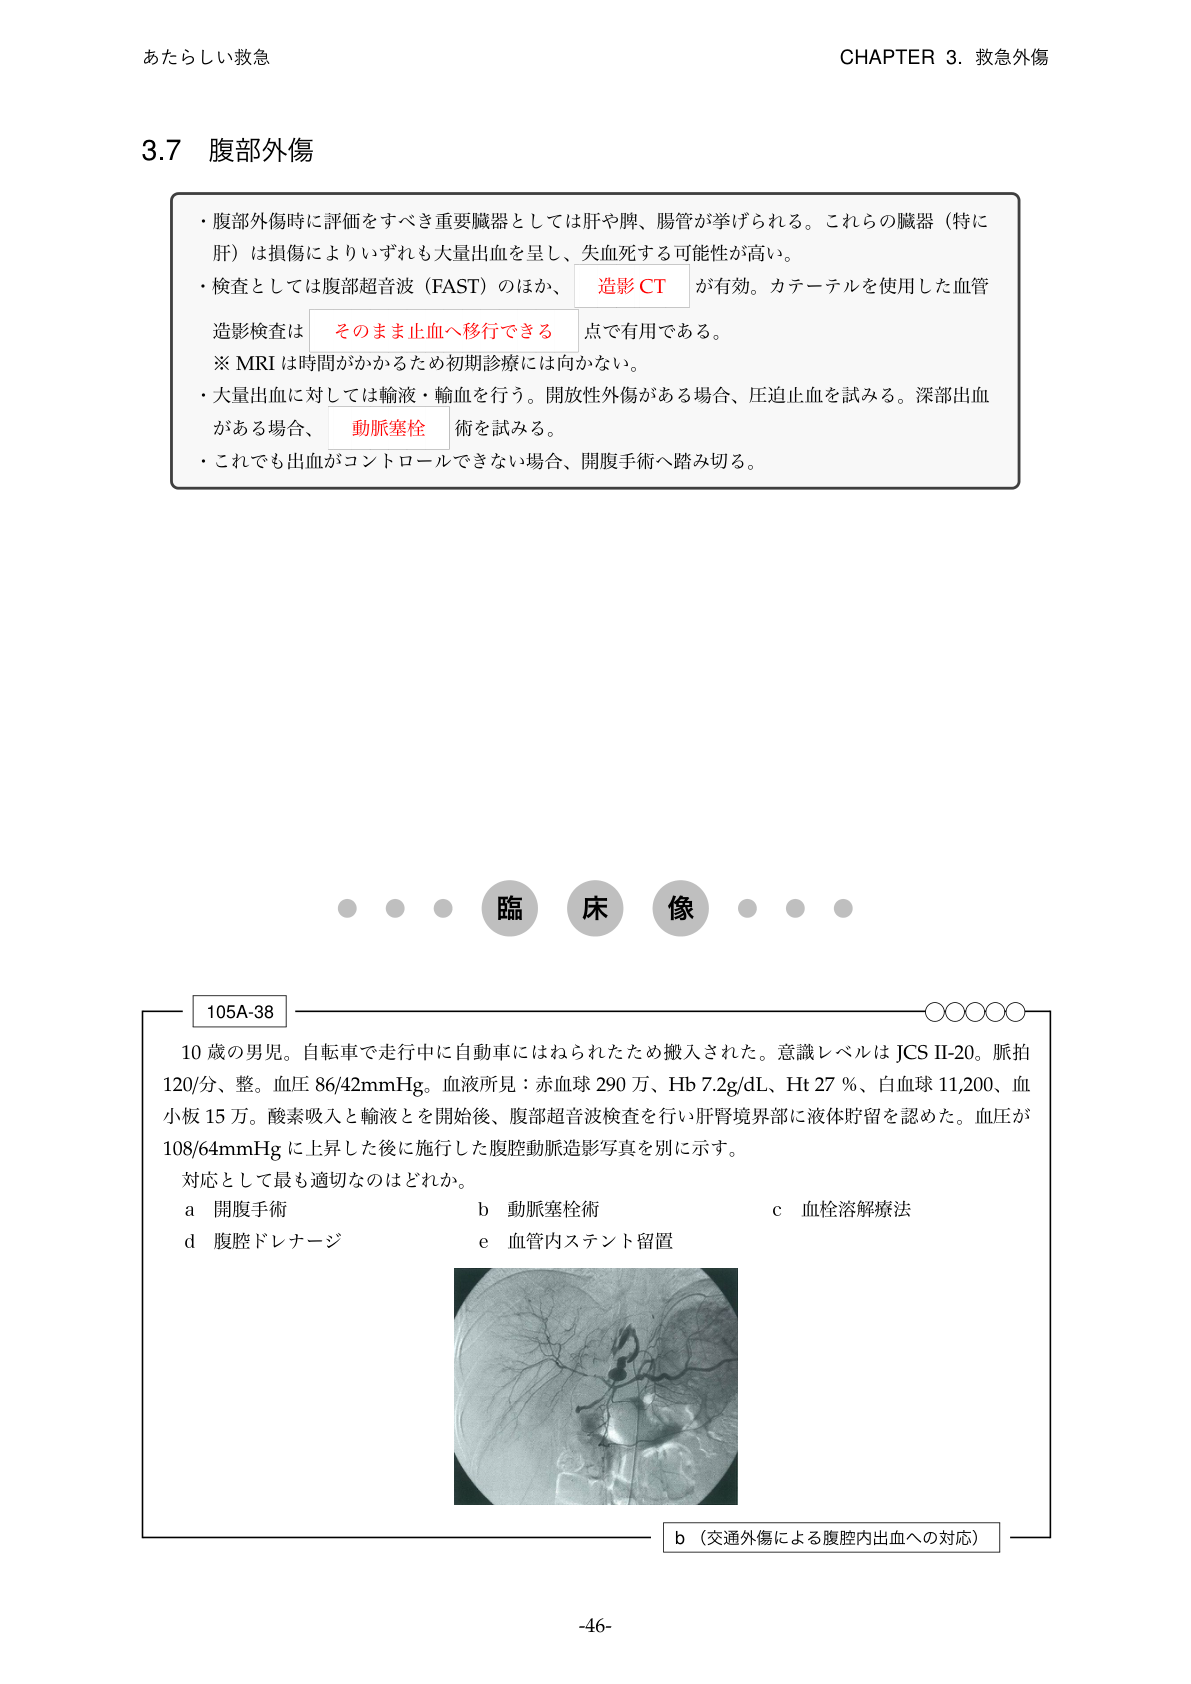 あたらしい救急
CHAPTER 3. 救急外傷
3.7 腹部外傷
・腹部外傷時に評価をすべき重要臓器としては肝や脾、腸管が挙げられる。これらの臓器（特に
肝）は損傷によりいずれも大量出血を呈し、失血死する可能性が高い。
・検査としては腹部超音波（FAST）のほか、 造影 CT が有効。カテーテルを使用した血管
造影検査は そのまま止血へ移行できる 点で有用である。
※ MRI は時間がかかるため初期診療には向かない。
・大量出血に対しては輸液・輸血を行う。開放性外傷がある場合、圧迫止血を試みる。深部出血
がある場合、 動脈塞栓 術を試みる。
・これでも出血がコントロールできない場合、開腹手術へ踏み切る。
臨 床 像
105A-38
10 歳の男児。自転車で走行中に自動車にはねられたため搬入された。意識レベルは JCS II-20。脈拍
120/分、整。血圧 86/42mmHg。血液所見：赤血球 290 万、Hb 7.2g/dL、Ht 27 %、白血球 11,200、血
小板 15 万。酸素吸入と輸液とを開始後、腹部超音波検査を行い肝腎境界部に液体貯留を認めた。血圧が
108/64mmHg に上昇した後に施行した腹腔動脈造影写真を別に示す。
対応として最も適切なのはどれか。
a 開腹手術 b 動脈塞栓術 c 血栓溶解療法
d 腹腔ドレナージ e 血管内ステント留置
b （交通外傷による腹腔内出血への対応）
-46-